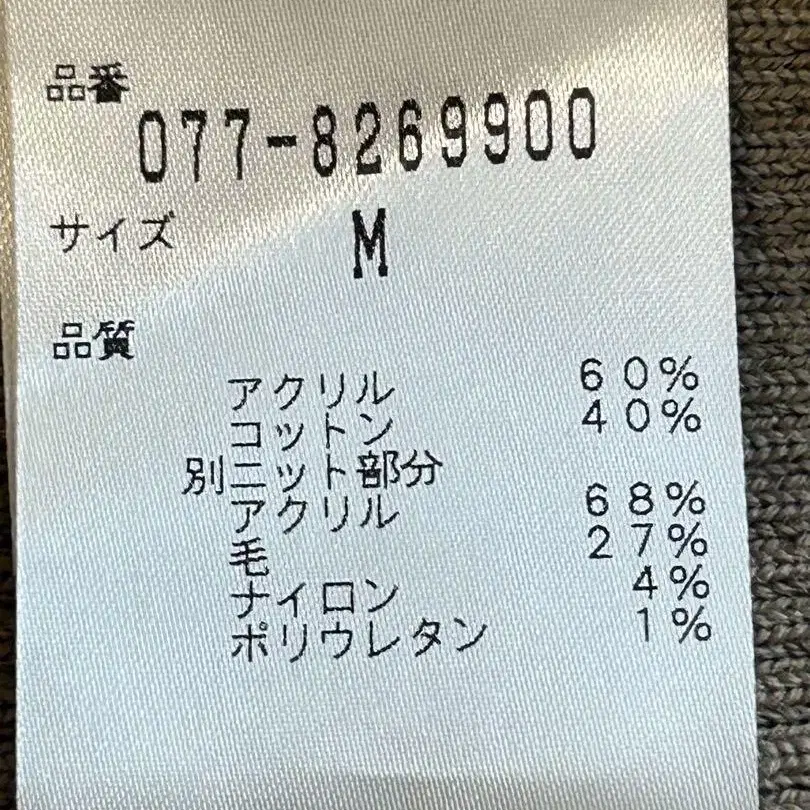 品番
077-8269900
サイズ M
品質
アクリル 60%
コットン 40%
別ニット部分
アクリル 68%
毛 27%
ナイロン 4%
ポリウレタン 1%